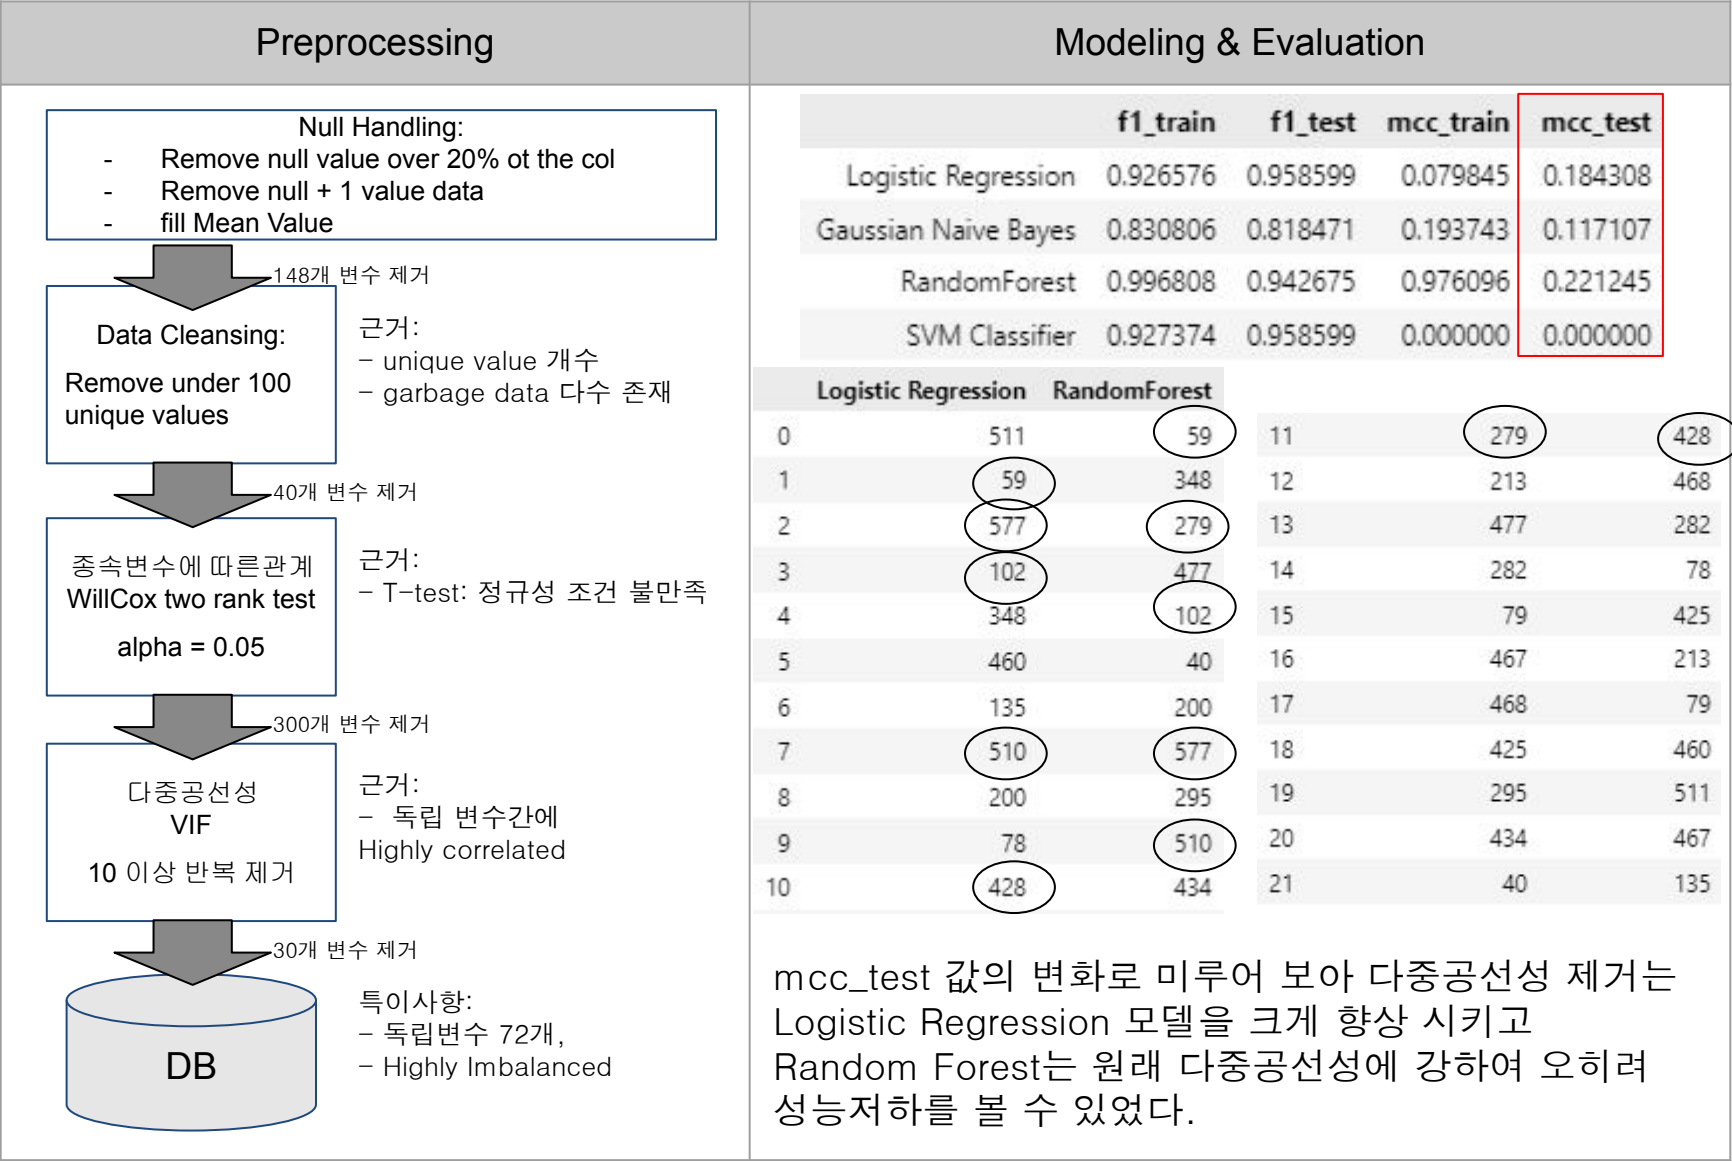 Preprocessing
Null Handling:
- Remove null value over 20% ot the col
- Remove null + 1 value data
- fill Mean Value
148개 변수 제거
Data Cleansing:
Remove under 100
unique values
근거:
- unique value 개수
- garbage data 다수 존재
40개 변수 제거
종속변수에 따른관계
WillCox two rank test
alpha = 0.05
근거:
- T-test: 정규성 조건 불만족
300개 변수 제거
다중공선성
VIF
10 이상 반복 제거
근거:
- 독립 변수간에
Highly correlated
30개 변수 제거
DB
특이사항:
- 독립변수 72개,
- Highly Imbalanced
Modeling & Evaluation
f1_train f1_test mcc_train mcc_test
Logistic Regression 0.926576 0.958599 0.079845 0.184308
Gaussian Naive Bayes 0.830806 0.818471 0.193743 0.117107
RandomForest 0.996808 0.942675 0.976096 0.221245
SVM Classifier 0.927374 0.958599 0.000000 0.000000
Logistic Regression RandomForest
0 511 59
1 59 348
2 577 279
3 102 477
4 348 102
5 460 40
6 135 200
7 510 577
8 200 295
9 78 510
10 428 434
11 279 428
12 213 468
13 477 282
14 282 78
15 79 425
16 467 213
17 468 79
18 425 460
19 295 511
20 434 467
21 40 135
mcc_test 값의 변화로 미루어 보아 다중공선성 제거는
Logistic Regression 모델을 크게 향상 시키고
Random Forest는 원래 다중공선성에 강하여 오히려
성능저하를 볼 수 있었다.